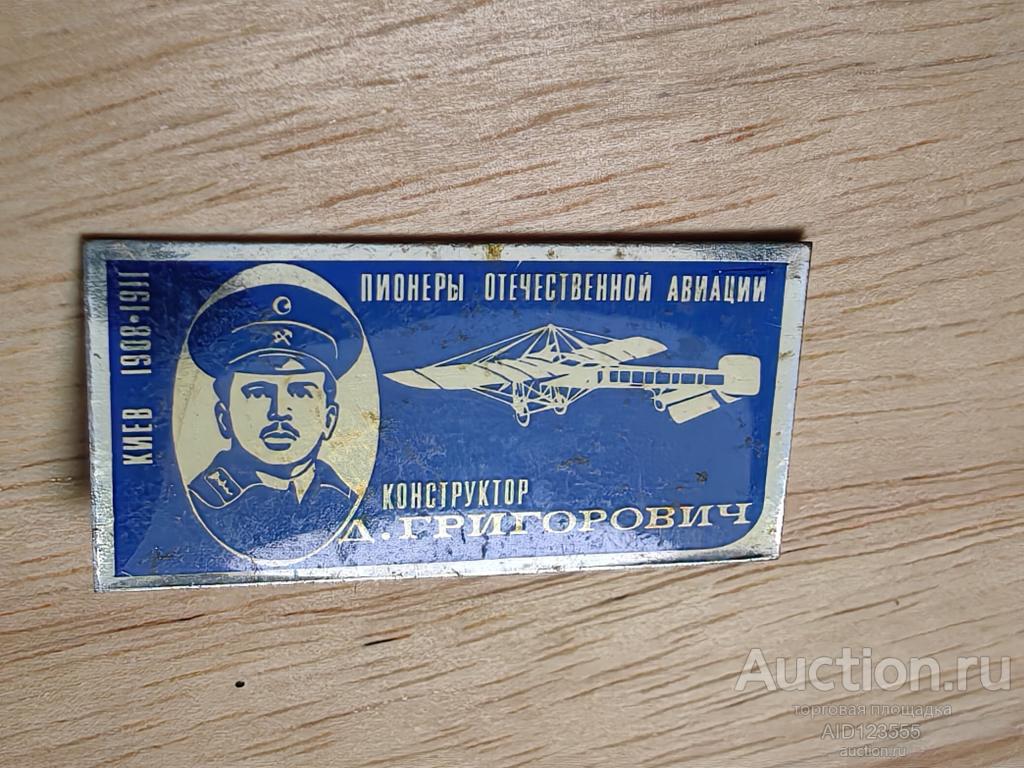 КИЕВ 1908·1911
ПИОНЕРЫ ОТЕЧЕСТВЕННОЙ АВИАЦИИ
КОНСТРУКТОР
Д. ГРИГОРОВИЧ
Auction.ru
торговая площадка
AID123555
auction.ru